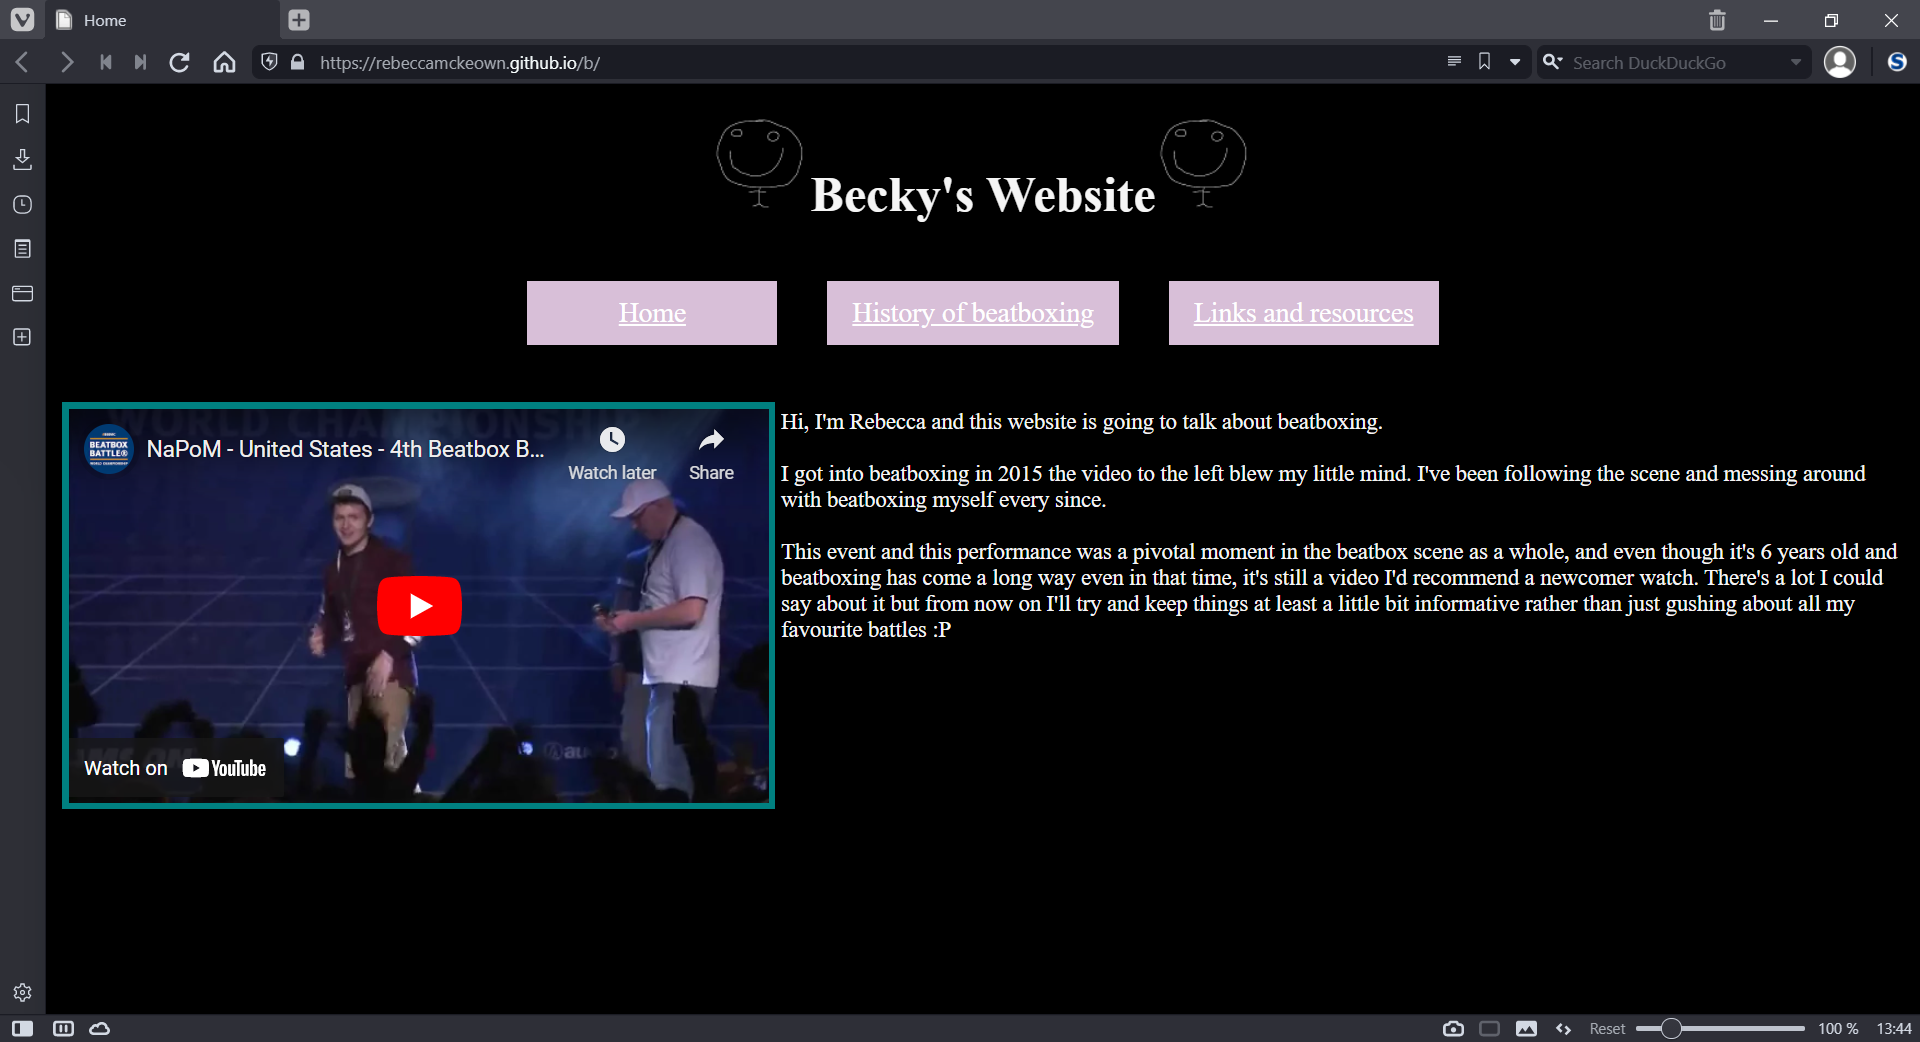 Home
https://rebeccamckeown.github.io/b/
Search DuckDuckGo
Becky's Website
Home
History of beatboxing
Links and resources
WORLD CHAMPIONSHIP
BEATBOX
BATTLE®
WORLD CHAMPIONSHIP
NaPoM - United States - 4th Beatbox B...
Watch later
Share
Watch on YouTube
Hi, I'm Rebecca and this website is going to talk about beatboxing.
I got into beatboxing in 2015 the video to the left blew my little mind. I've been following the scene and messing around
with beatboxing myself every since.
This event and this performance was a pivotal moment in the beatbox scene as a whole, and even though it's 6 years old and
beatboxing has come a long way even in that time, it's still a video I'd recommend a newcomer watch. There's a lot I could
say about it but from now on I'll try and keep things at least a little bit informative rather than just gushing about all my
favourite battles :P
Reset
100 %
13:44